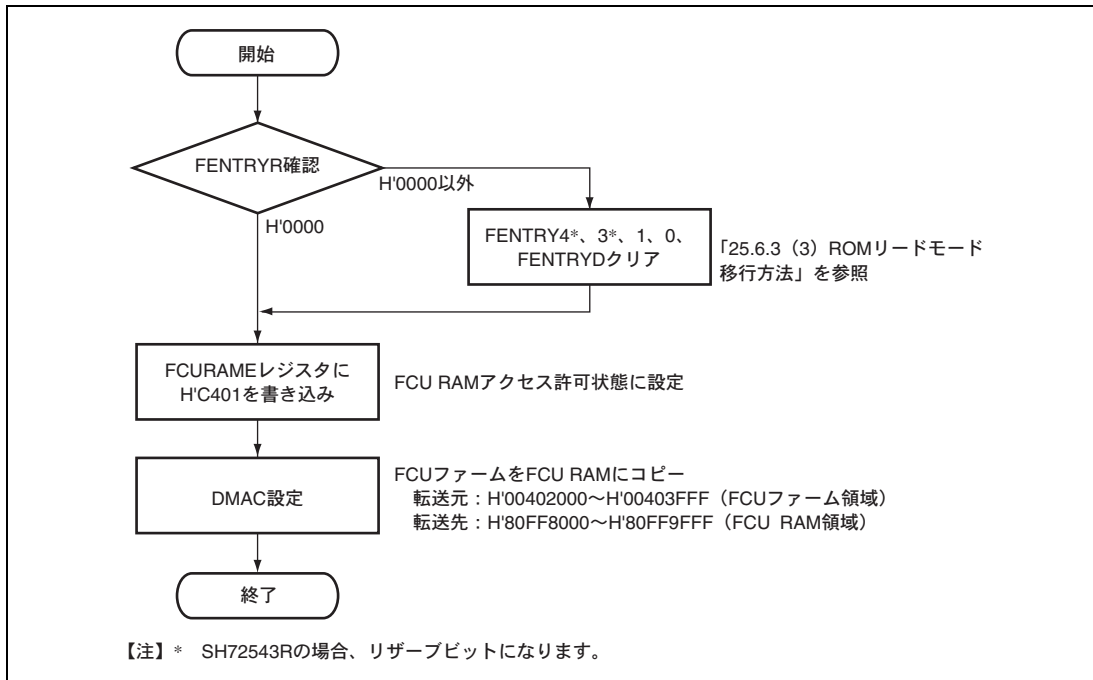 開始
FENTRYR確認
H'0000以外
H'0000
FENTRY4*、3*、1、0、
FENTRYDクリア
「25.6.3（3）ROMリードモード
移行方法」を参照
FCURAMEレジスタに
H'C401を書き込み
FCU RAMアクセス許可状態に設定
DMAC設定
FCUファームをFCU RAMにコピー
転送元：H'00402000～H'00403FFF（FCUファーム領域）
転送先：H'80FF8000～H'80FF9FFF（FCU RAM領域）
終了
【注】* SH72543Rの場合、リザーブビットになります。